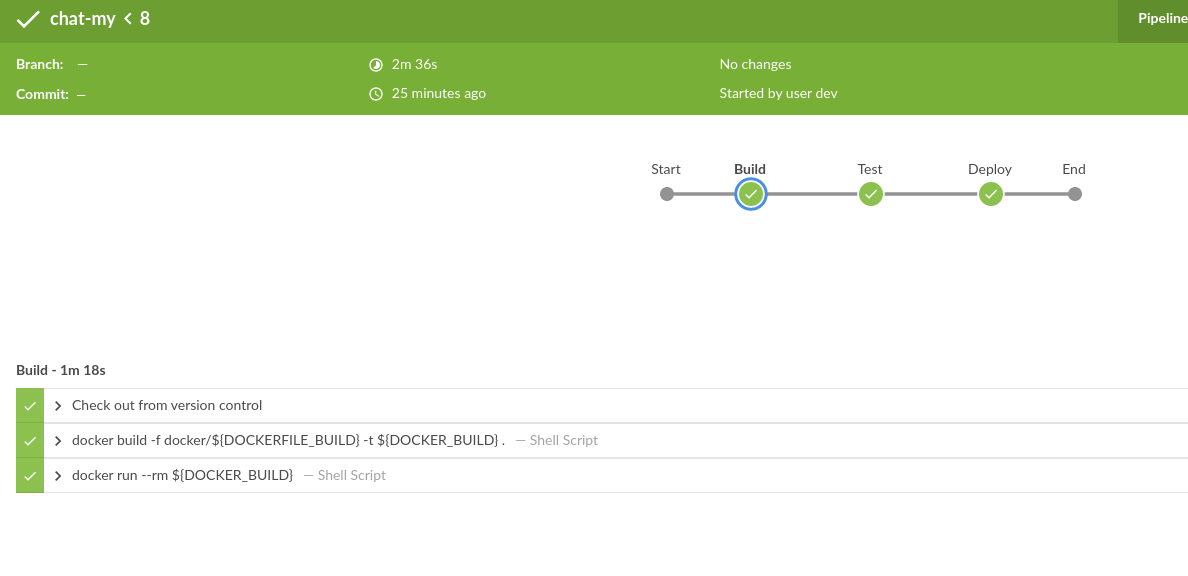 chat-my < 8
Pipeline
Branch: —
2m 36s
No changes
Commit: —
25 minutes ago
Started by user dev
Start
Build
Test
Deploy
End
Build - 1m 18s
Check out from version control
docker build -f docker/${DOCKERFILE_BUILD} -t ${DOCKER_BUILD} . — Shell Script
docker run --rm ${DOCKER_BUILD} — Shell Script